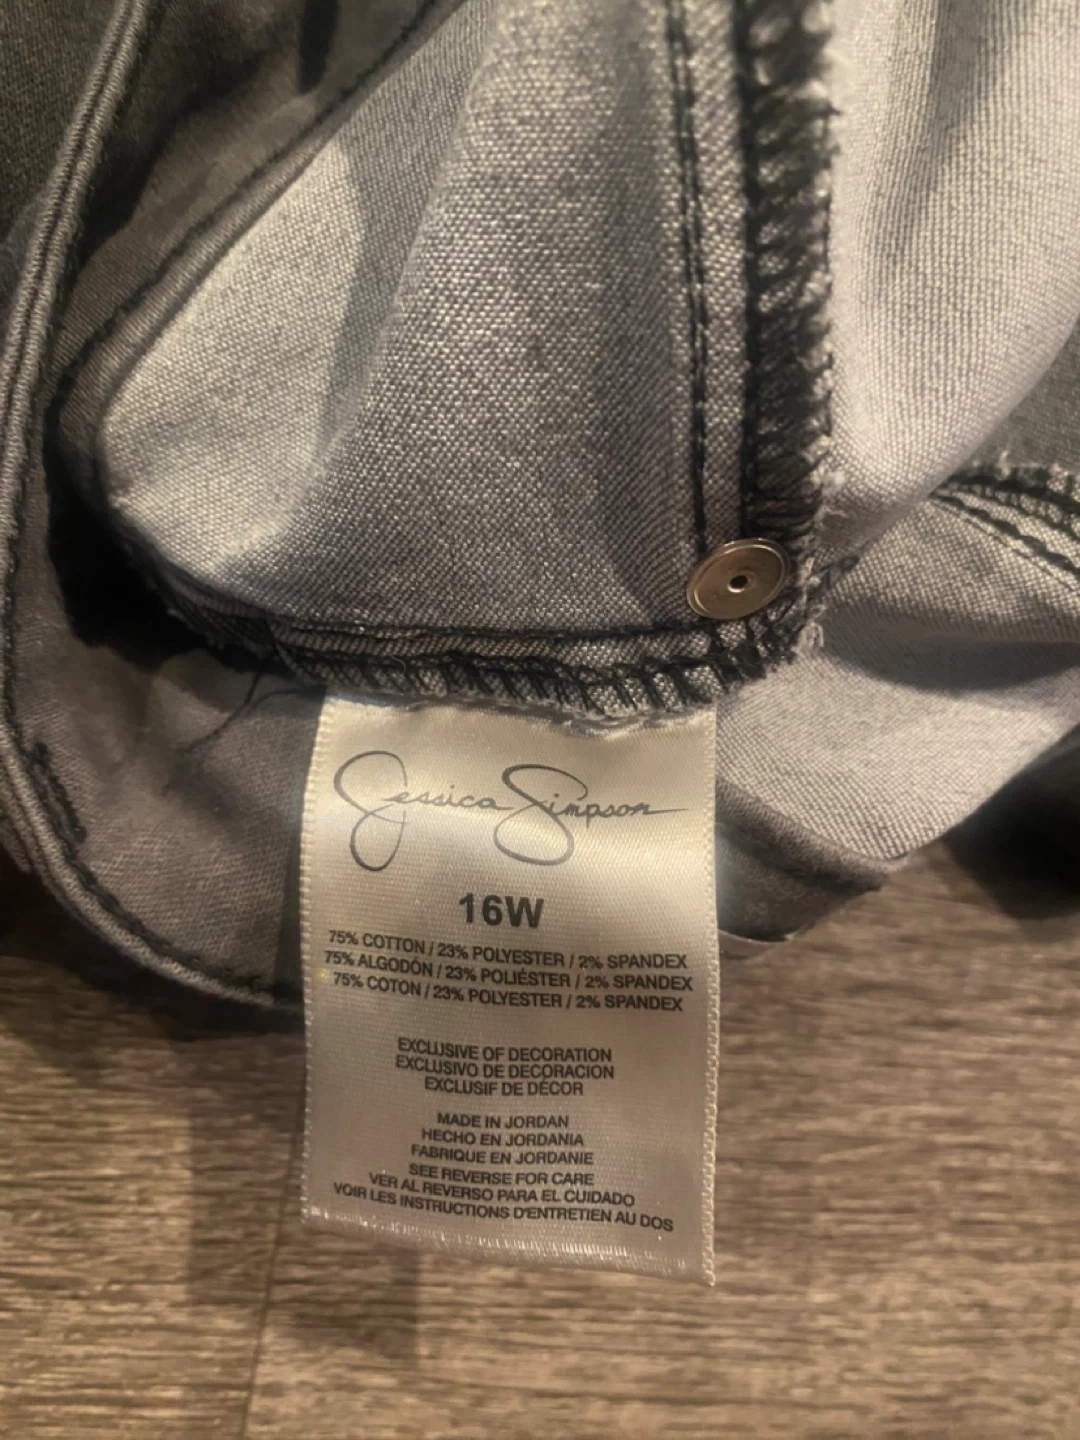 Jessica Simpson
16W
75% COTTON / 23% POLYESTER / 2% SPANDEX
75% ALGODÓN / 23% POLIÉSTER / 2% SPANDEX
75% COTON / 23% POLYESTER / 2% SPANDEX
EXCLUSIVE OF DECORATION
EXCLUSIVO DE DECORACION
EXCLUSIF DE DÉCOR
MADE IN JORDAN
HECHO EN JORDANIA
FABRIQUE EN JORDANIE
SEE REVERSE FOR CARE
VER AL REVERSO PARA EL CUIDADO
VOIR LES INSTRUCTIONS D'ENTRETIEN AU DOS